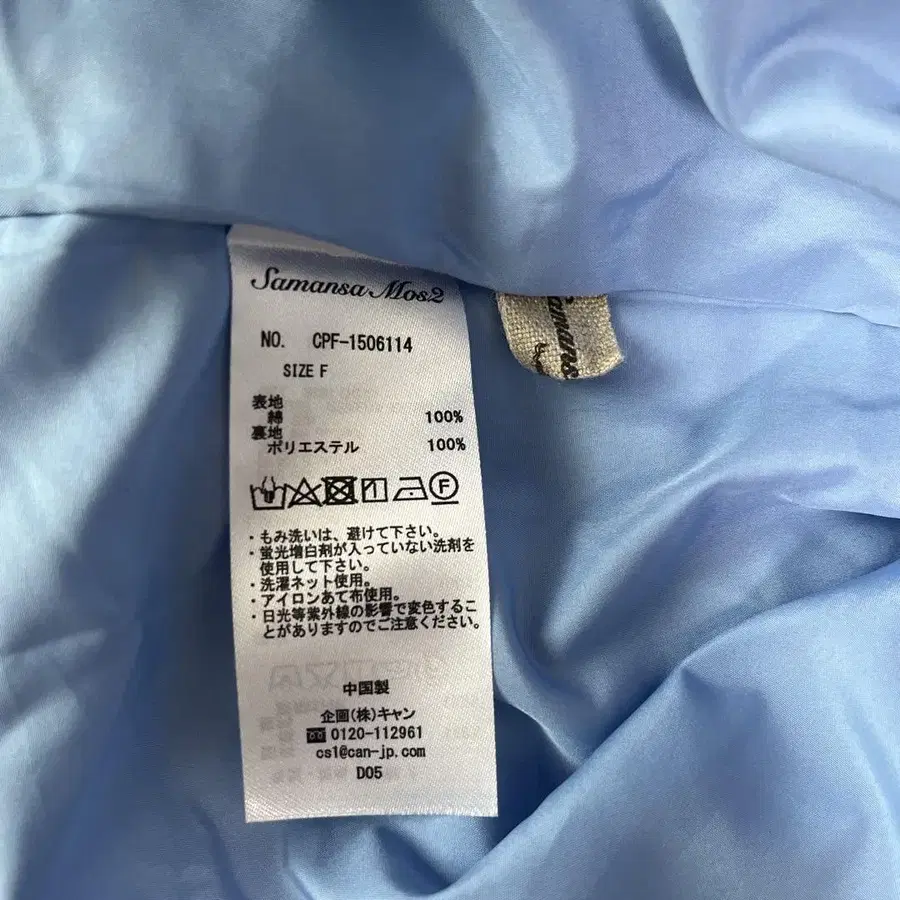 Samansa Mos2
NO. CPF-1506114
SIZE F
表地
綿 100%
裏地
ポリエステル 100%
F
・もみ洗いは、避けて下さい。
・蛍光増白剤が入っていない洗剤を
使用して下さい。
・洗濯ネット使用。
・アイロンあて布使用。
・日光等紫外線の影響で変色するこ
とがありますのでご注意ください。
中国製
企画(株)キャン
0120-112961
cs1@can-jp.com
D05
Samans